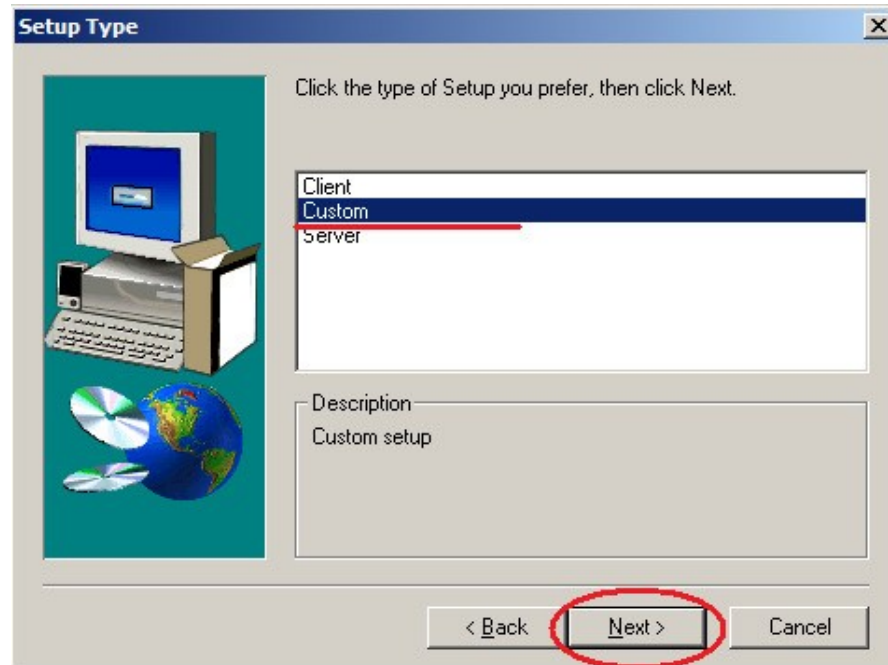 Setup Type
Click the type of Setup you prefer, then click Next.
Client
Custom
Server
Description
Custom setup
< Back
Next >
Cancel